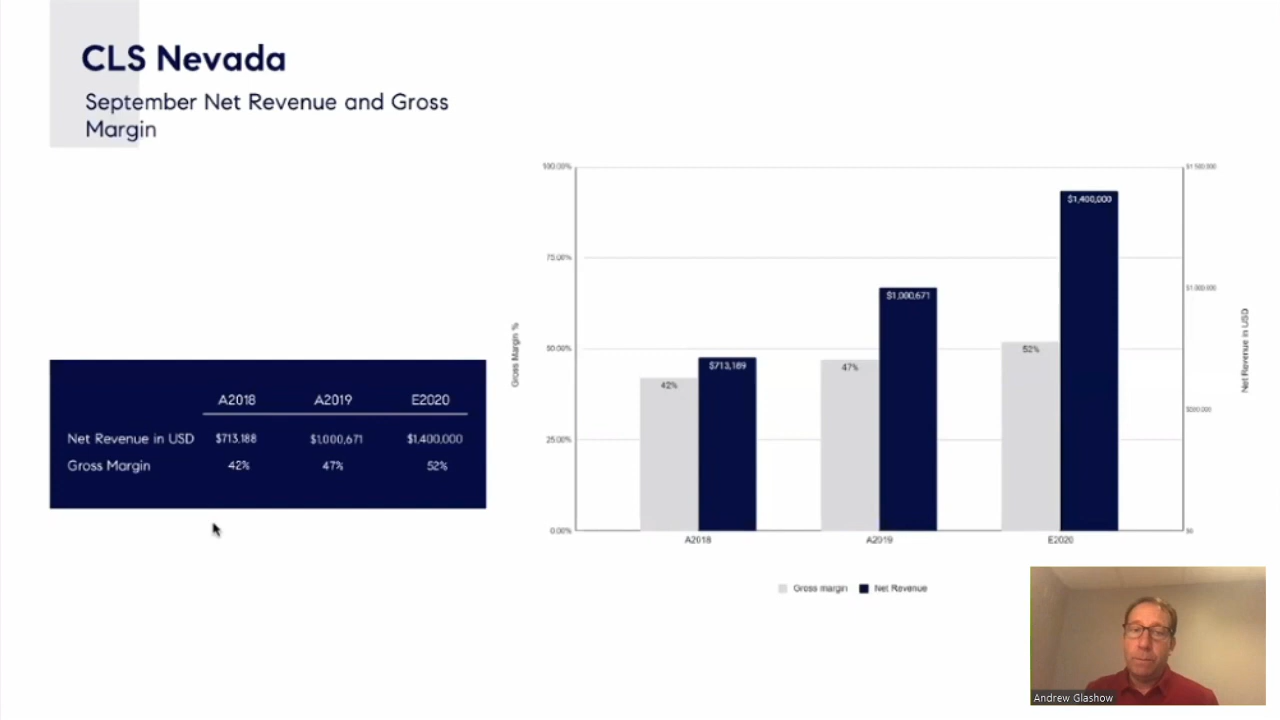 CLS Nevada
September Net Revenue and Gross
Margin
A2018 A2019 E2020
Net Revenue in USD $713,188 $1,000,671 $1,400,000
Gross Margin 42% 47% 52%
Gross Margin %
100.00%
75.00%
50.00%
25.00%
0.00%
42%
$713,189
47%
$1,000,671
52%
$1,400,000
$1 500.000
$1,000.000
$500.000
$0
Net Revenue in USD
A2018 A2019 E2020
Gross margin Net Revenue
Andrew Glashow